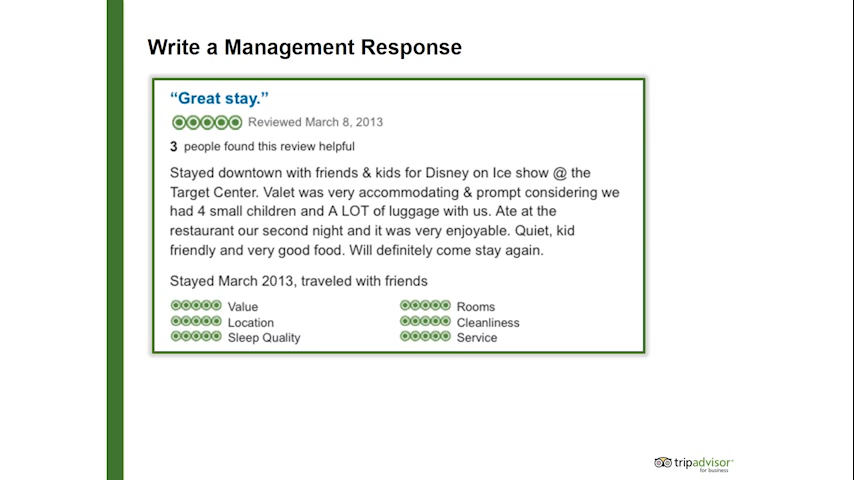 Write a Management Response
“Great stay.”
Reviewed March 8, 2013
3 people found this review helpful
Stayed downtown with friends & kids for Disney on Ice show @ the
Target Center. Valet was very accommodating & prompt considering we
had 4 small children and A LOT of luggage with us. Ate at the
restaurant our second night and it was very enjoyable. Quiet, kid
friendly and very good food. Will definitely come stay again.
Stayed March 2013, traveled with friends
Value
Rooms
Location
Cleanliness
Sleep Quality
Service
tripadvisor
for business